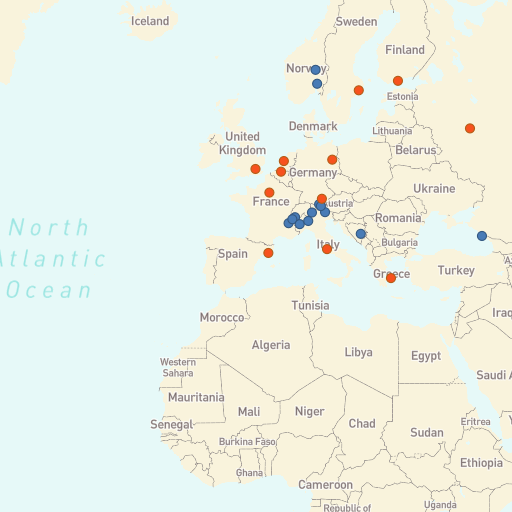 Iceland
Sweden
Finland
Norway
Estonia
Denmark
Lithuania
United
Kingdom
Belarus
Germany
Ukraine
France
Austria
Romania
Italy
Bulgaria
Spain
Greece
Turkey
North
Atlantic
Ocean
Tunisia
Morocco
Iraq
Algeria
Libya
Egypt
Western
Sahara
Saudi A
Mauritania
Mali
Niger
Chad
Senegal
Sudan
Eritrea
Burkina Faso
Ghana
Ethiopia
Cameroon
Uganda
Republic of